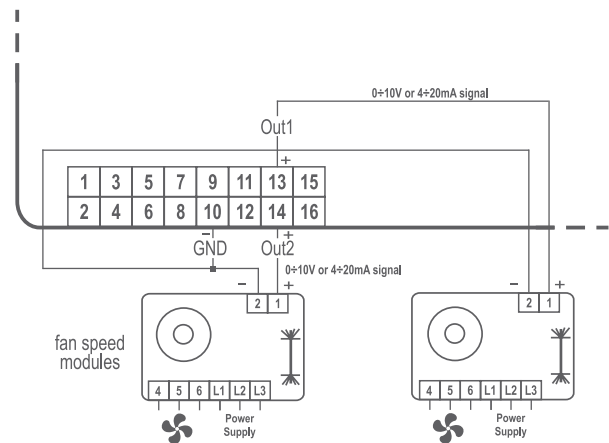 0÷10V or 4÷20mA signal
Out1
+
1 3 5 7 9 11 13 15
2 4 6 8 10 12 14 16
− +
GND Out2
0÷10V or 4÷20mA signal
− + − +
2 1 2 1
fan speed
modules
4 5 6 L1 L2 L3 4 5 6 L1 L2 L3
Power Power
Supply Supply